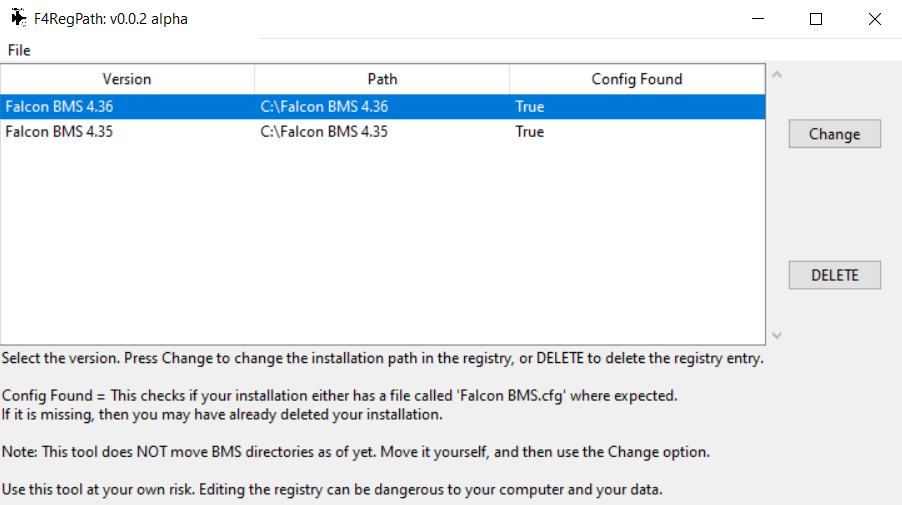 F4RegPath: v0.0.2 alpha
File
Version Path Config Found
Falcon BMS 4.36 C:\Falcon BMS 4.36 True
Falcon BMS 4.35 C:\Falcon BMS 4.35 True
Change
DELETE
Select the version. Press Change to change the installation path in the registry, or DELETE to delete the registry entry.
Config Found = This checks if your installation either has a file called 'Falcon BMS.cfg' where expected.
If it is missing, then you may have already deleted your installation.
Note: This tool does NOT move BMS directories as of yet. Move it yourself, and then use the Change option.
Use this tool at your own risk. Editing the registry can be dangerous to your computer and your data.